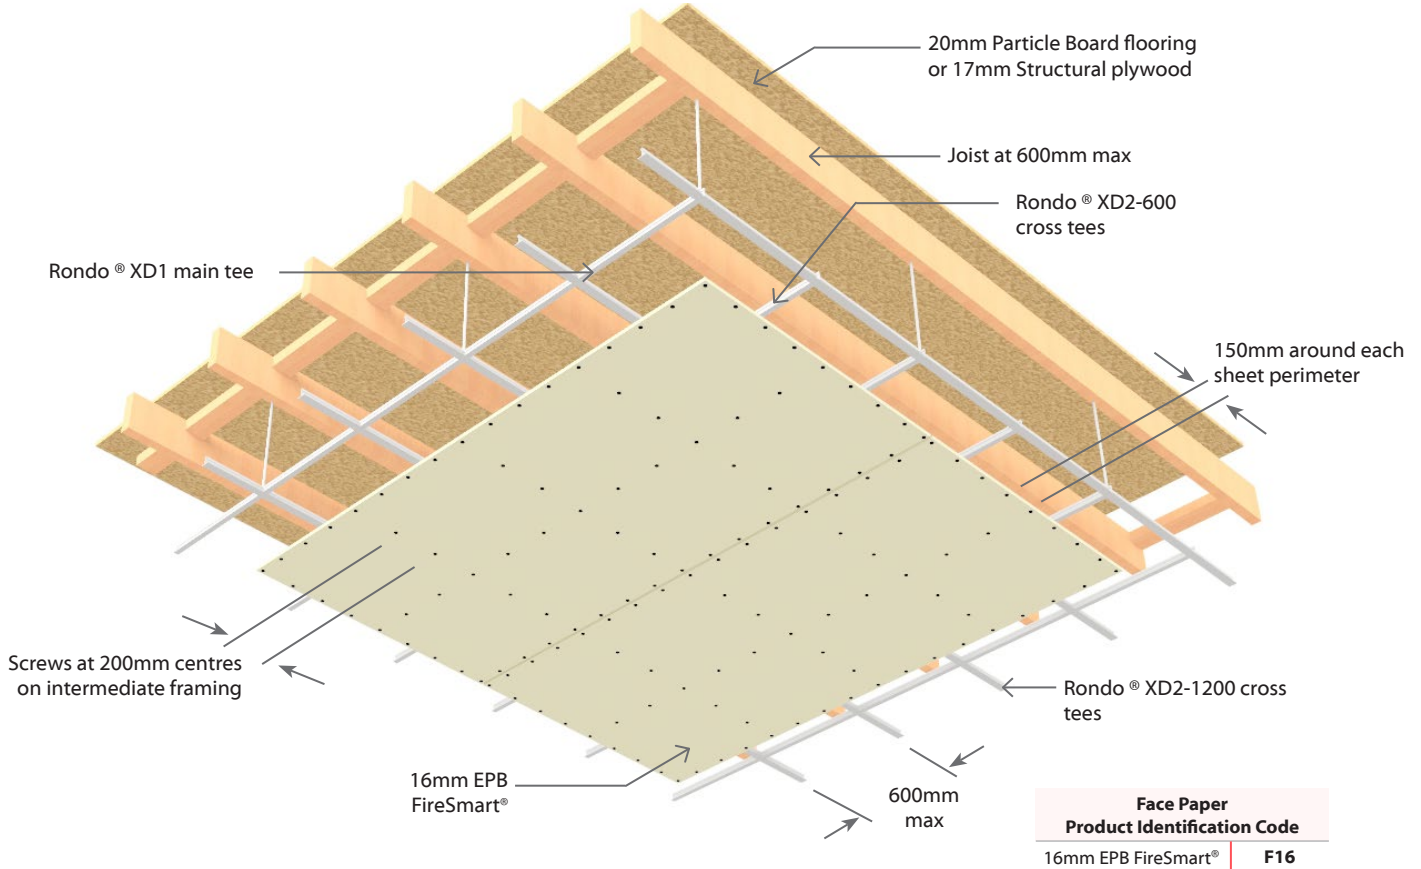 20mm Particle Board flooring
or 17mm Structural plywood
Joist at 600mm max
Rondo ® XD2-600
cross tees
Rondo ® XD1 main tee
150mm around each
sheet perimeter
Screws at 200mm centres
on intermediate framing
Rondo ® XD2-1200 cross
tees
16mm EPB
FireSmart®
600mm
max
Face Paper
Product Identification Code
16mm EPB FireSmart® F16